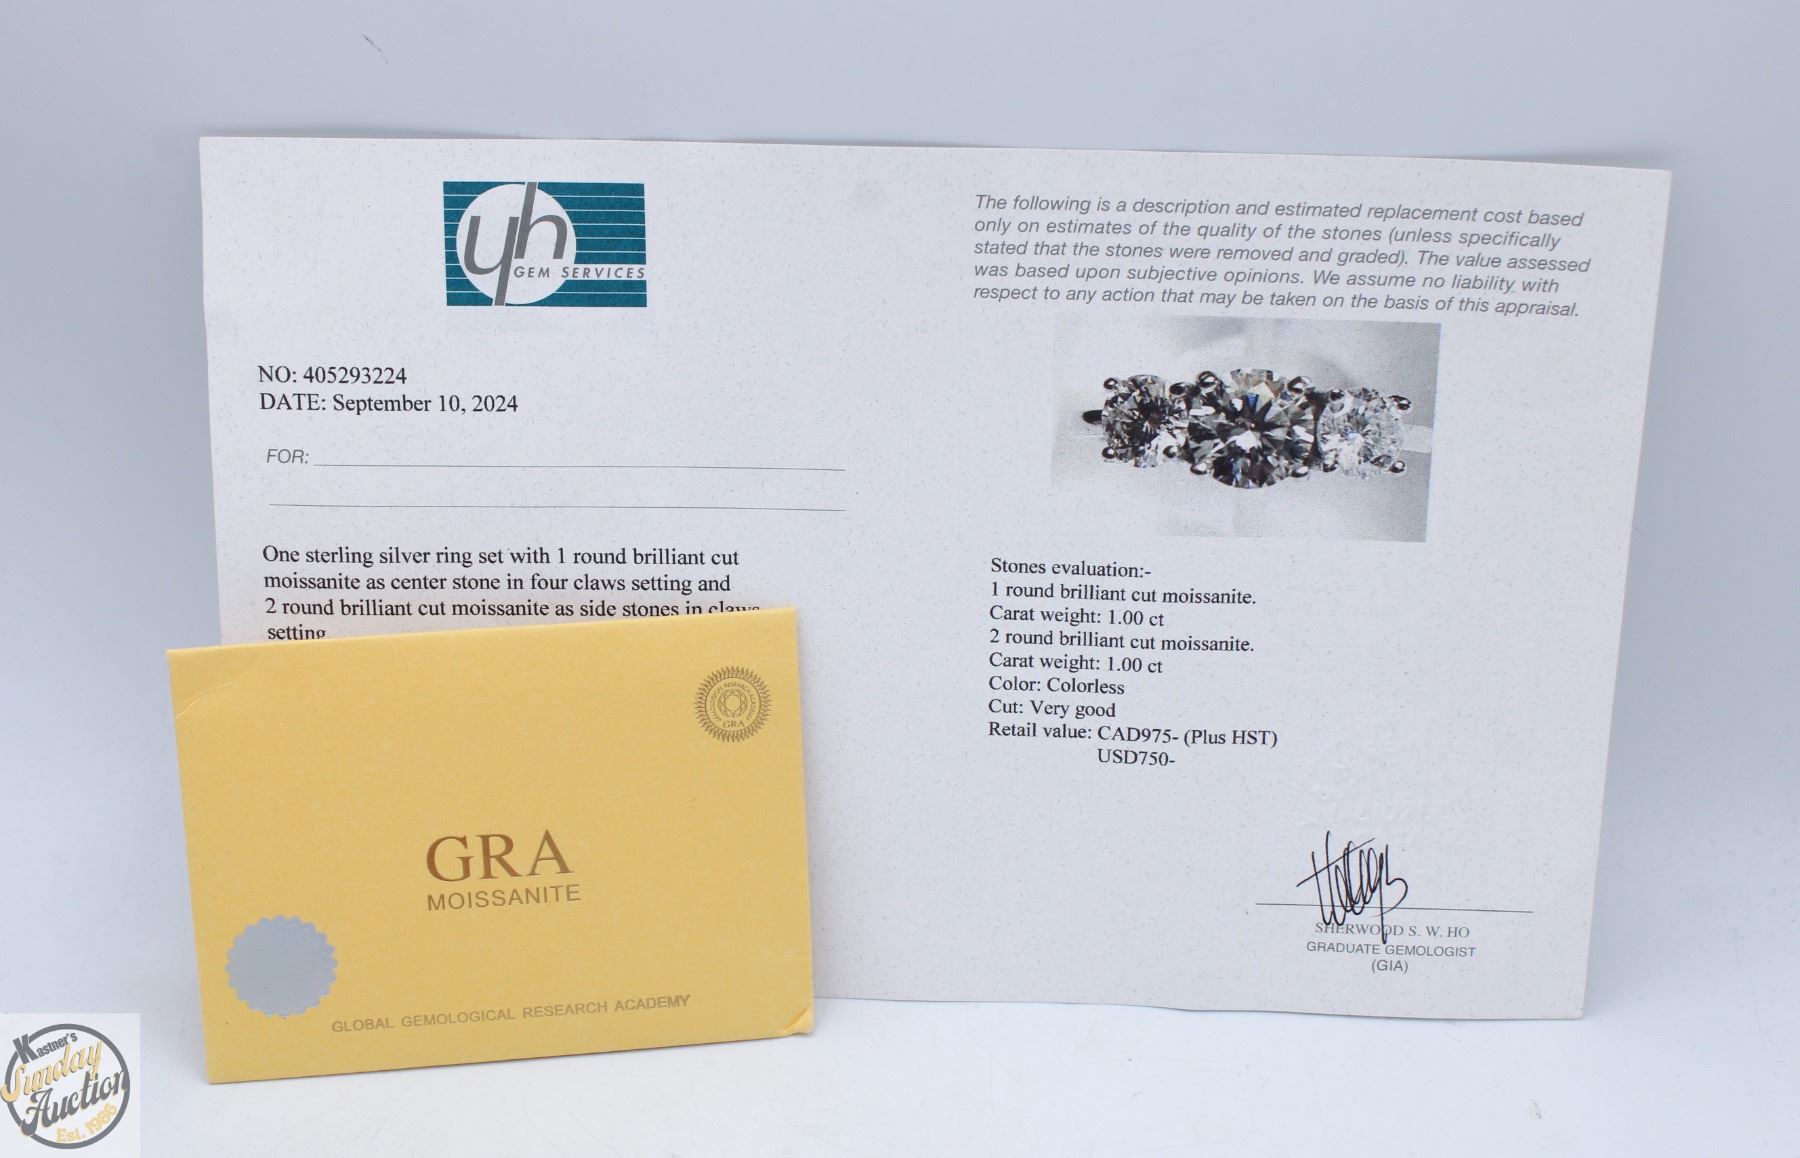 yh
GEM SERVICES
NO: 405293224
DATE: September 10, 2024
FOR:
One sterling silver ring set with 1 round brilliant cut
moissanite as center stone in four claws setting and
2 round brilliant cut moissanite as side stones in claws
setting
The following is a description and estimated replacement cost based
only on estimates of the quality of the stones (unless specifically
stated that the stones were removed and graded). The value assessed
was based upon subjective opinions. We assume no liability with
respect to any action that may be taken on the basis of this appraisal.
Stones evaluation:-
1 round brilliant cut moissanite.
Carat weight: 1.00 ct
2 round brilliant cut moissanite.
Carat weight: 1.00 ct
Color: Colorless
Cut: Very good
Retail value: CAD975- (Plus HST)
USD750-
SHERWOOD S. W. HO
GRADUATE GEMOLOGIST
(GIA)
GEMOLOGICAL RESEARCH ACADEMY
GRA
GRA
MOISSANITE
GLOBAL GEMOLOGICAL RESEARCH ACADEMY
Kastner's
Sunday
Auction
Est. 1986